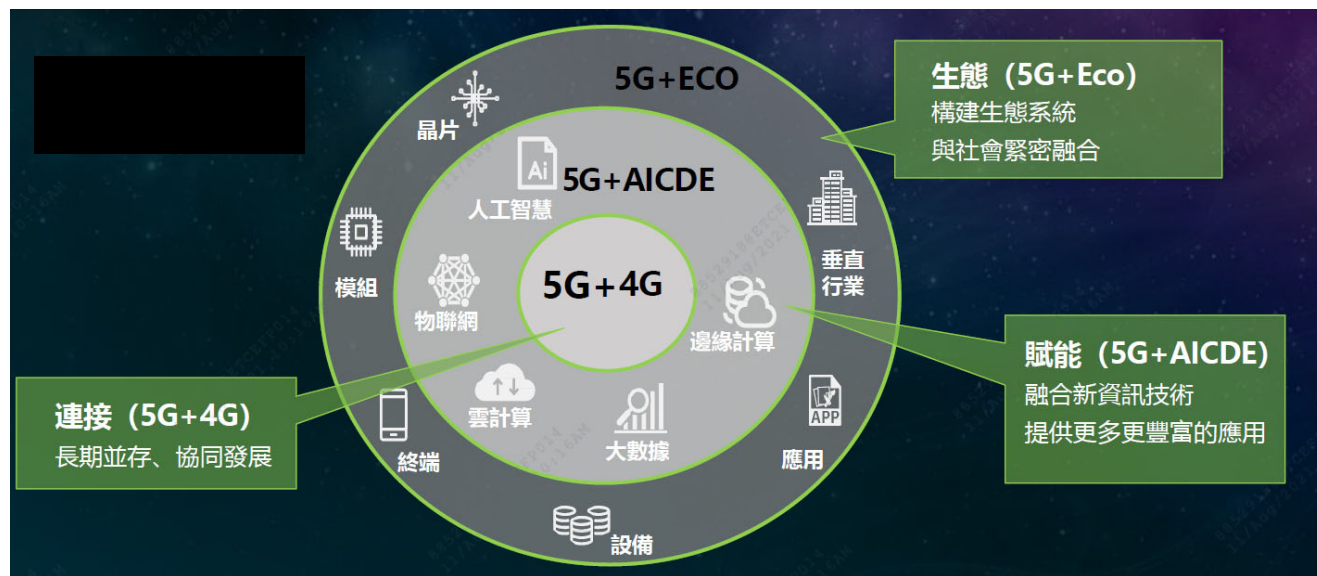 5G+ECO
生態（5G+Eco）
構建生態系統
與社會緊密融合
晶片
Ai
5G+AICDE
人工智慧
模組
物聯網
5G+4G
邊緣計算
垂直
行業
賦能（5G+AICDE）
融合新資訊技術
提供更多更豐富的應用
連接（5G+4G）
長期並存、協同發展
雲計算
大數據
APP
應用
終端
設備